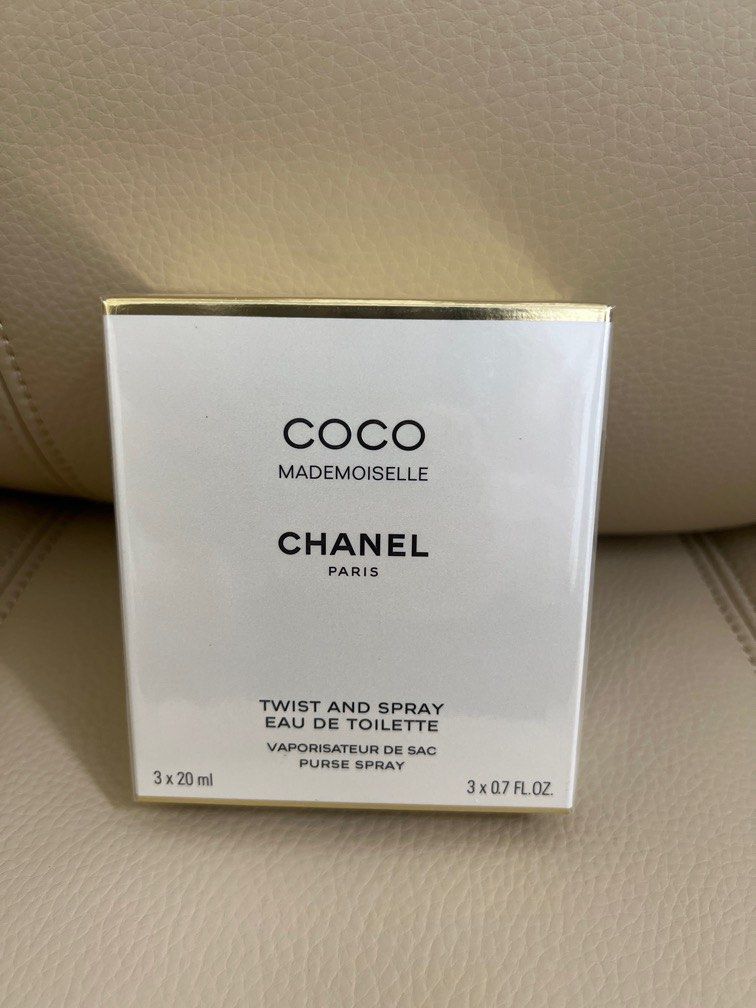 COCO
MADEMOISELLE
CHANEL
PARIS
TWIST AND SPRAY
EAU DE TOILETTE
VAPORISATEUR DE SAC
PURSE SPRAY
3 x 20 ml
3 x 0.7 FL.OZ.